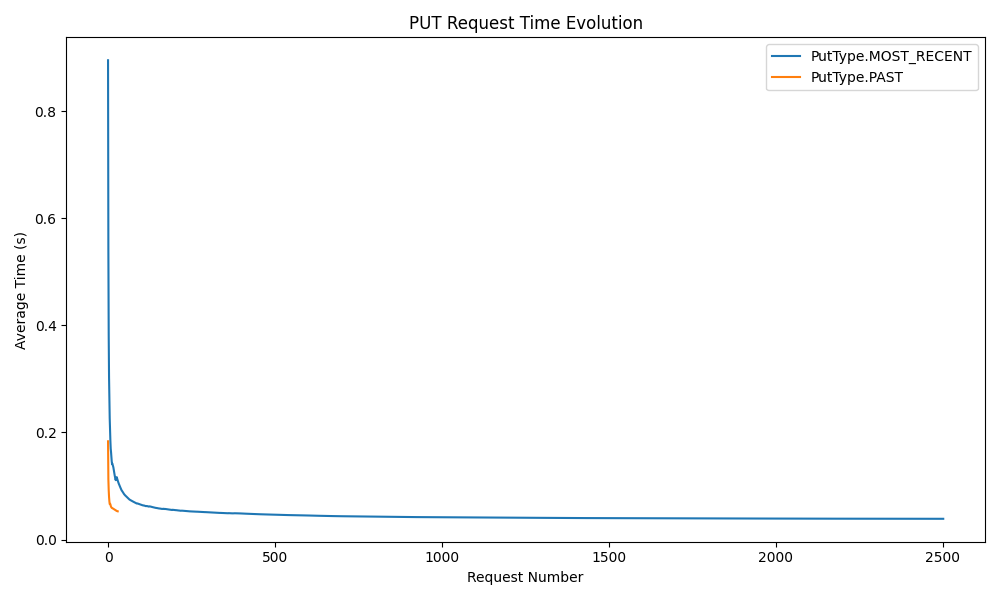 PUT Request Time Evolution
PutType.MOST_RECENT
PutType.PAST
Average Time (s)
0.8
0.6
0.4
0.2
0.0
0 500 1000 1500 2000 2500
Request Number